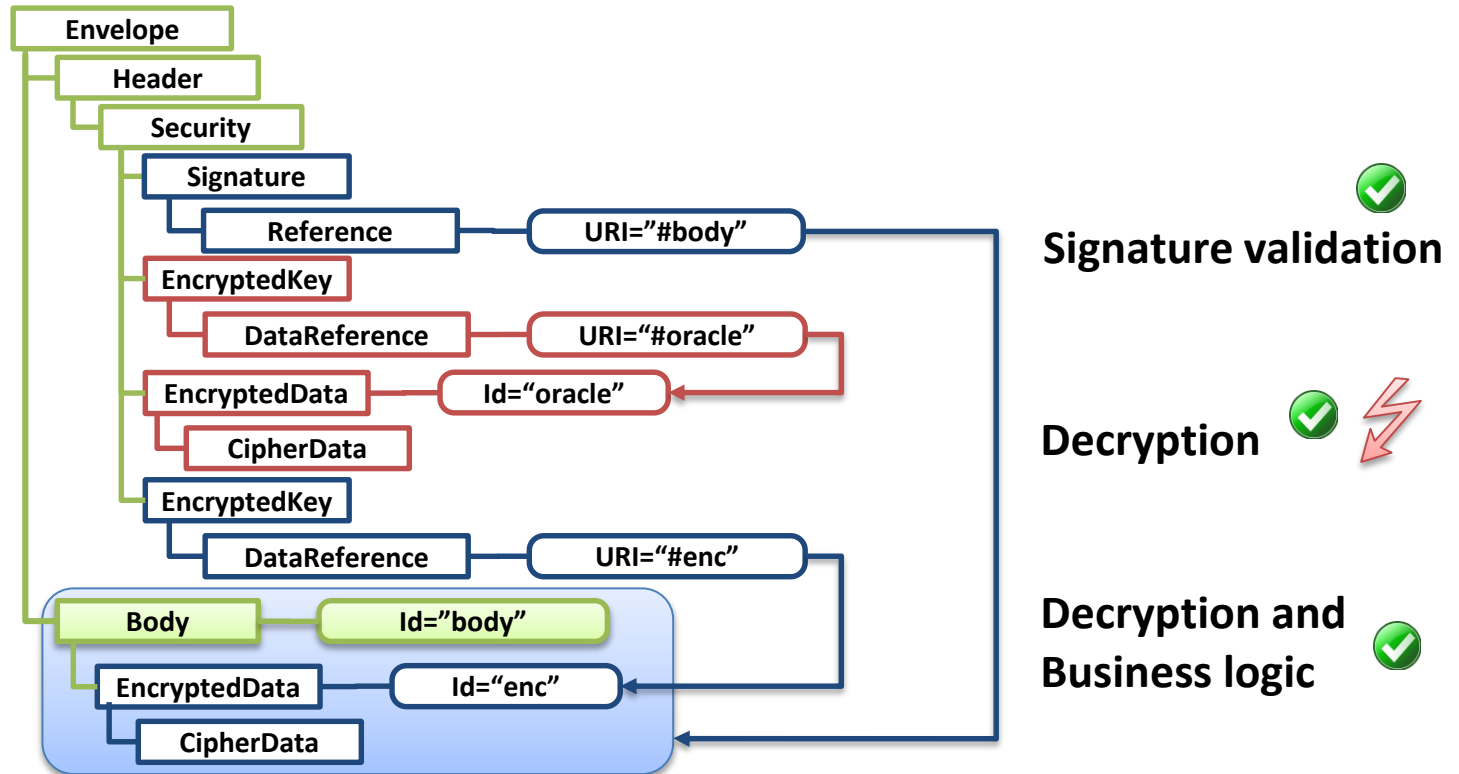 Envelope
Header
Security
Signature
Reference
URI=”#body”
EncryptedKey
DataReference
URI=“#oracle”
EncryptedData
Id=“oracle”
CipherData
EncryptedKey
DataReference
URI=“#enc”
Body
Id=”body”
EncryptedData
Id=“enc”
CipherData
Signature validation
Decryption
Decryption and
Business logic